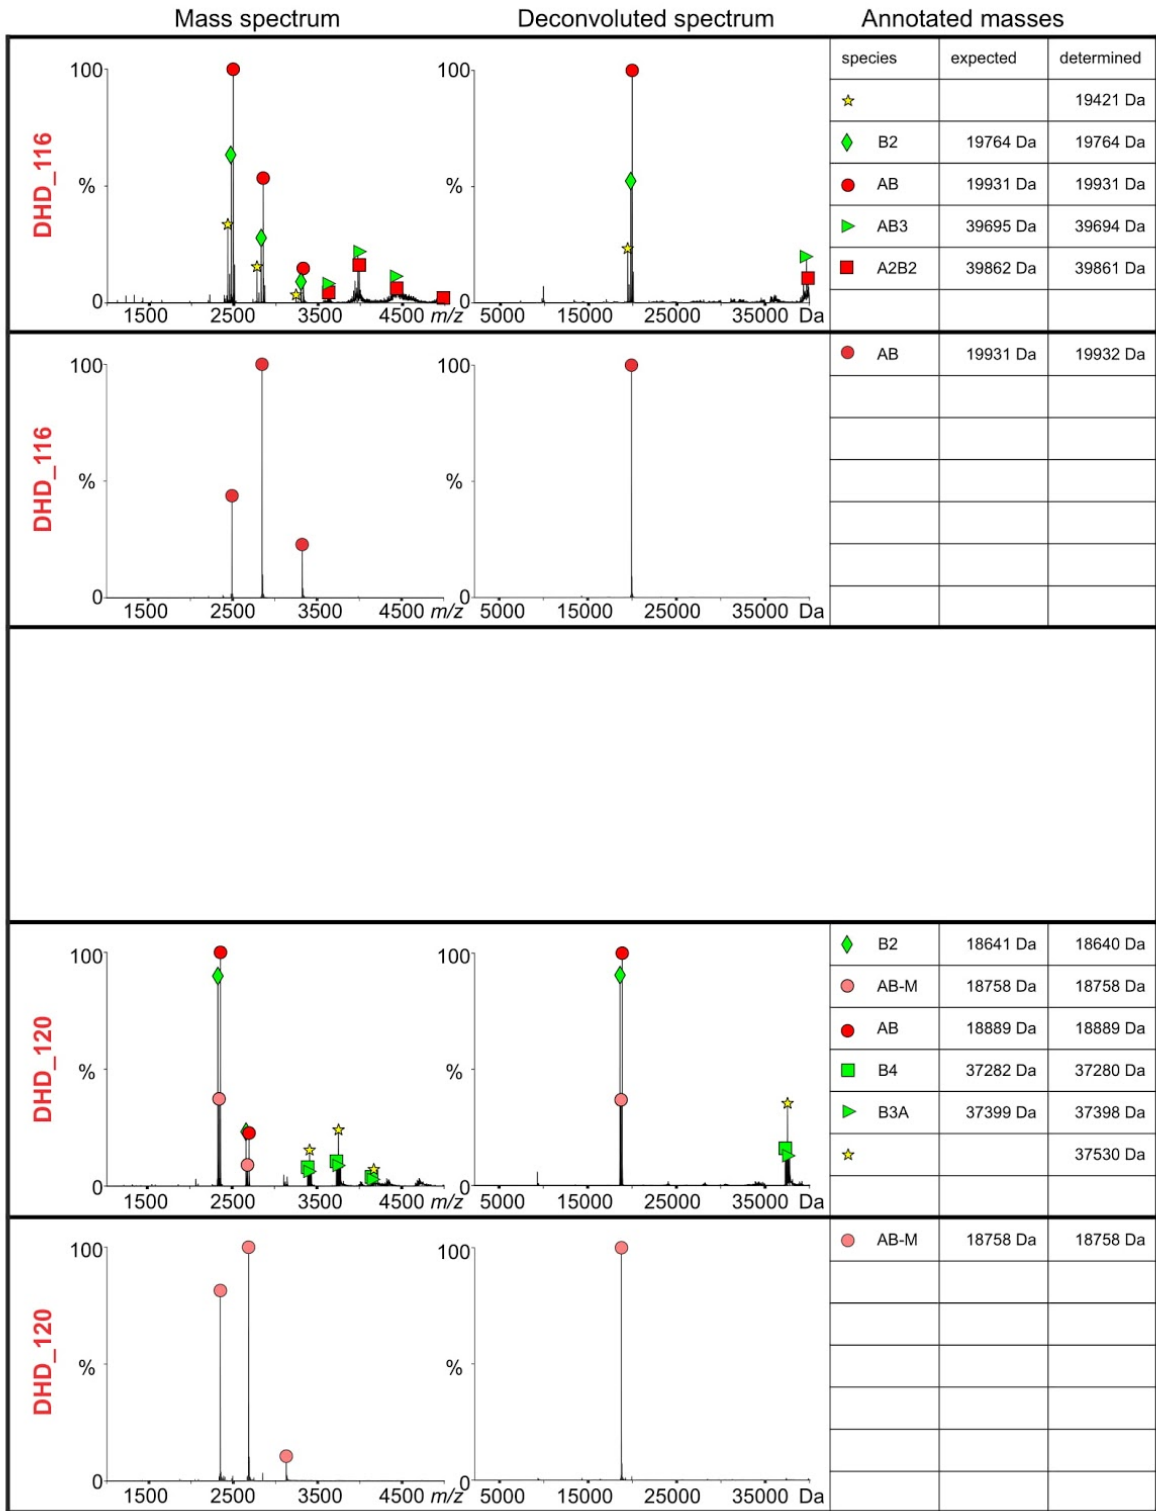 Mass spectrum Deconvoluted spectrum Annotated masses
species expected determined
19421 Da
B2 19764 Da 19764 Da
AB 19931 Da 19931 Da
AB3 39695 Da 39694 Da
A2B2 39862 Da 39861 Da
DHD_116
100
%
0
1500 2500 3500 4500 m/z
100
%
0
5000 15000 25000 35000 Da
AB 19931 Da 19932 Da
DHD_116
100
%
0
1500 2500 3500 4500 m/z
100
%
0
5000 15000 25000 35000 Da
B2 18641 Da 18640 Da
AB-M 18758 Da 18758 Da
AB 18889 Da 18889 Da
B4 37282 Da 37280 Da
B3A 37399 Da 37398 Da
37530 Da
DHD_120
100
%
0
1500 2500 3500 4500 m/z
100
%
0
5000 15000 25000 35000 Da
AB-M 18758 Da 18758 Da
DHD_120
100
%
0
1500 2500 3500 4500 m/z
100
%
0
5000 15000 25000 35000 Da